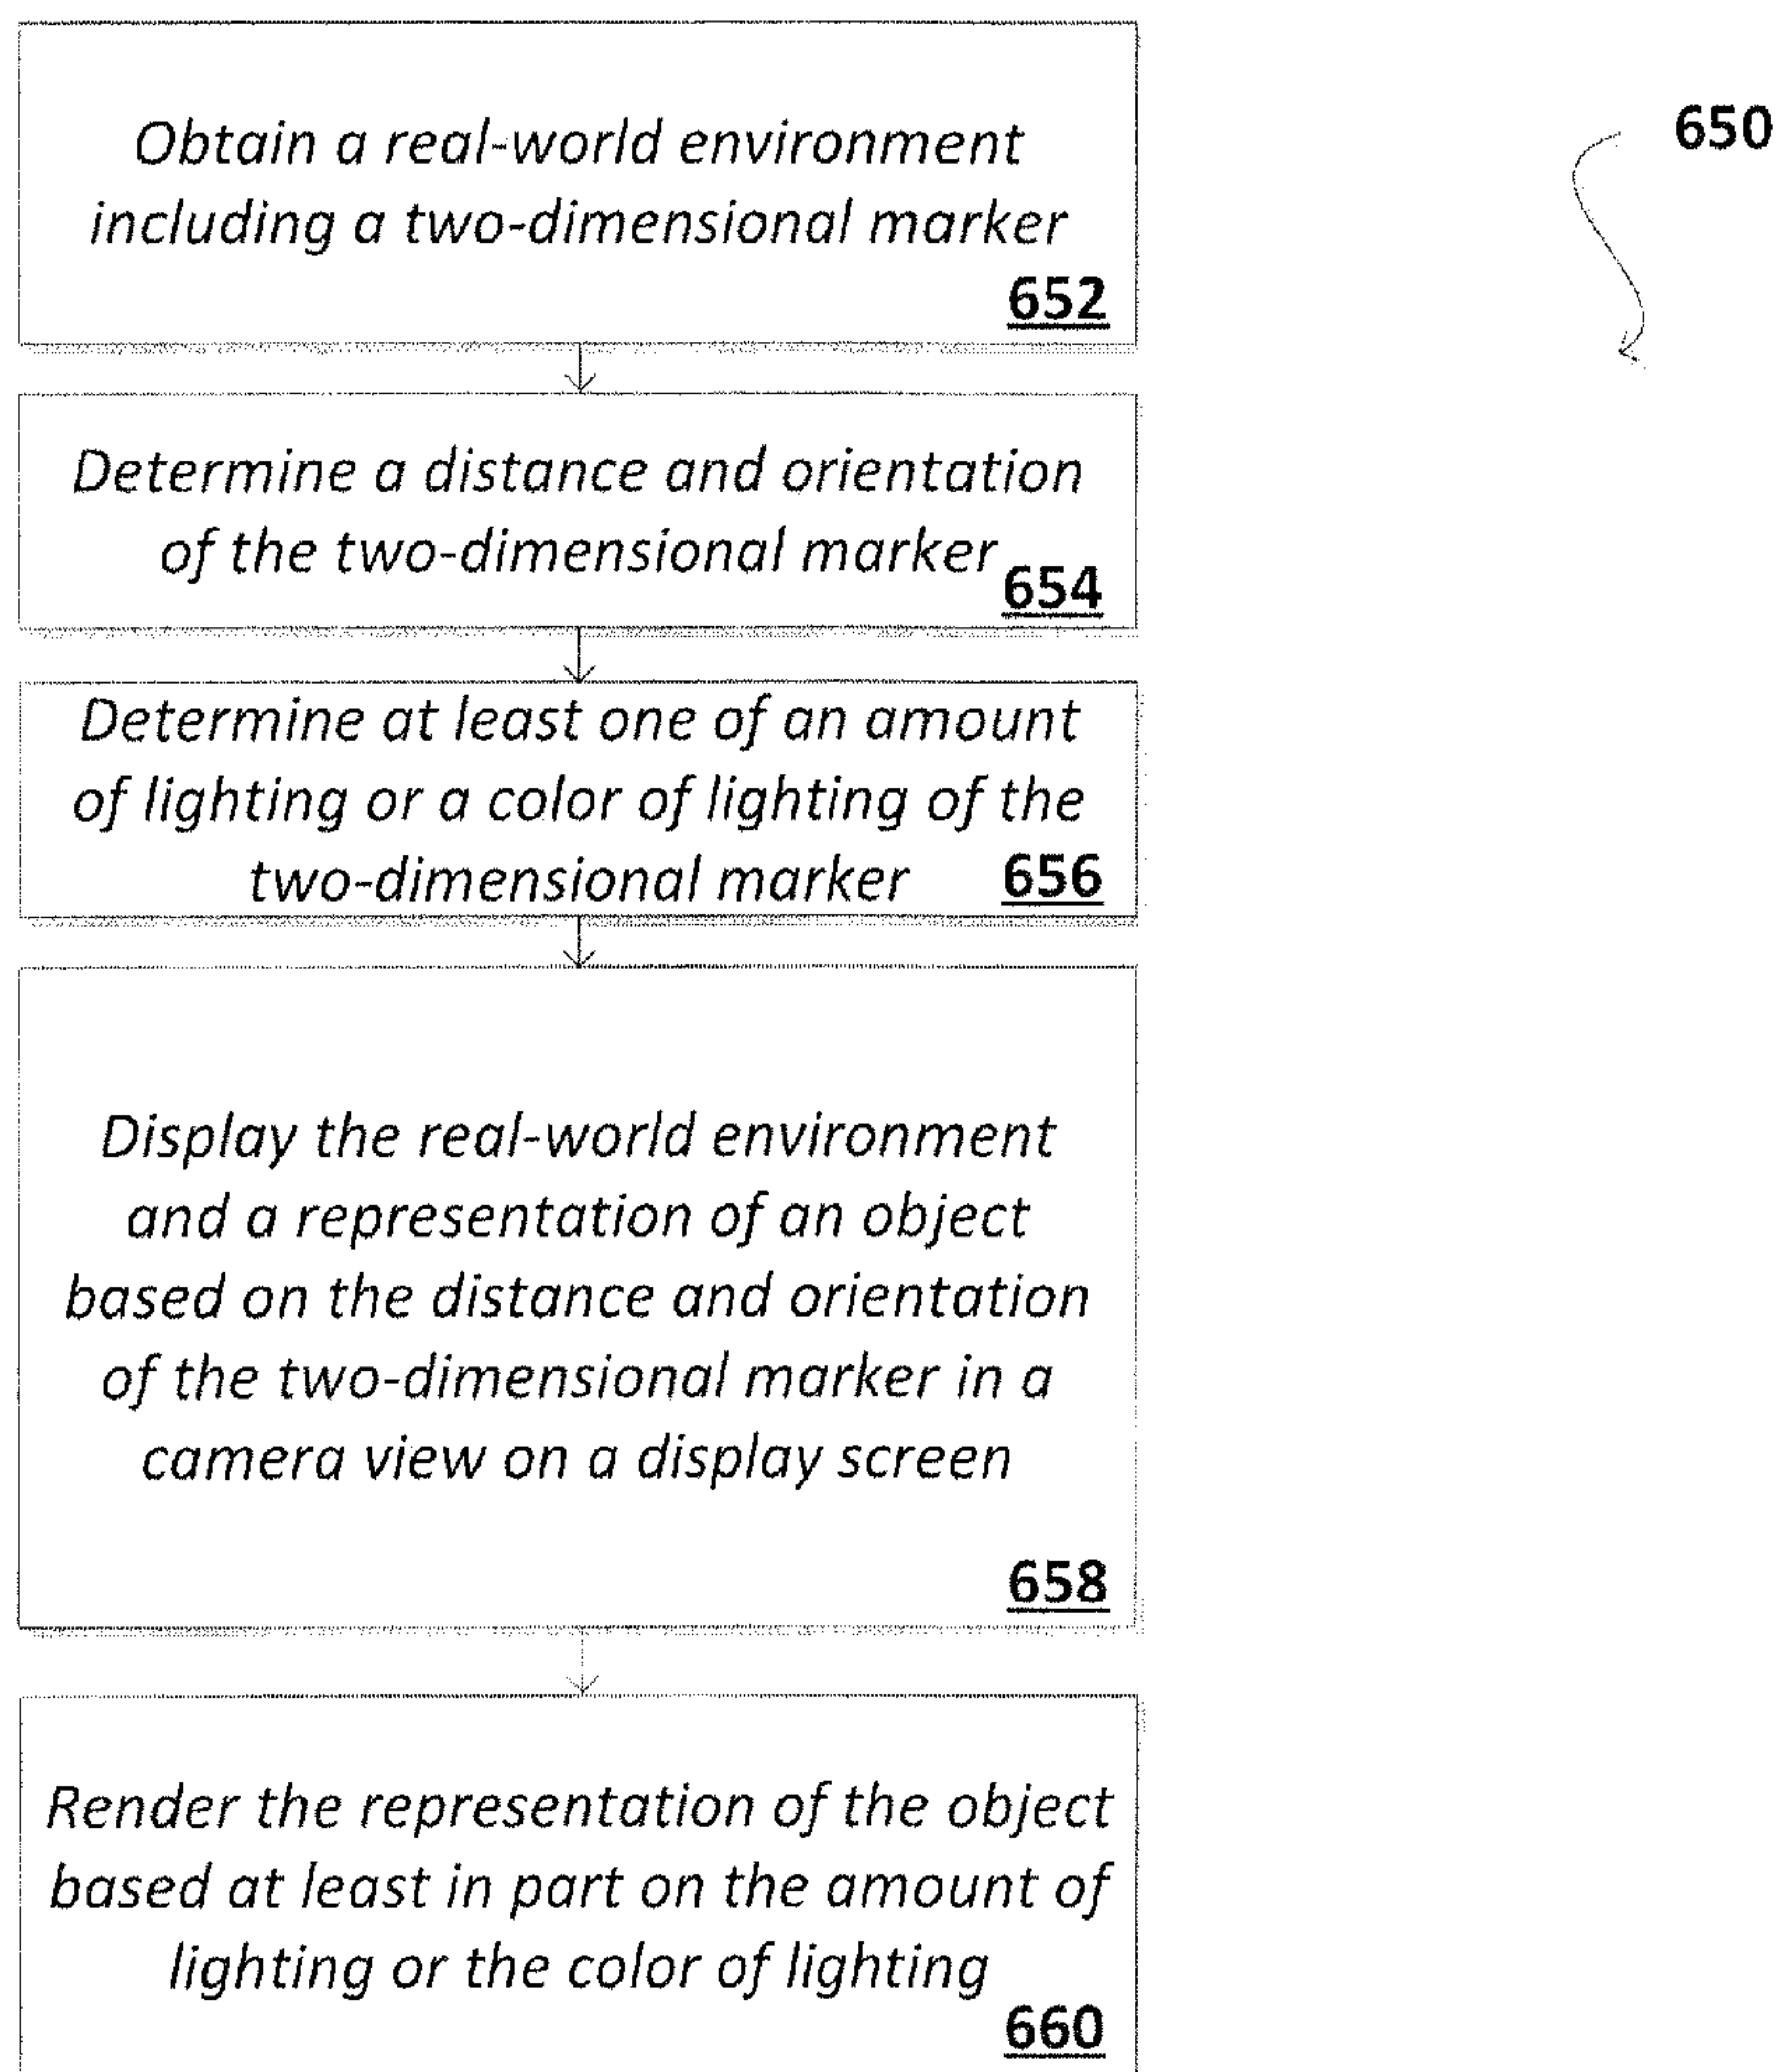 Obtain a real-world environment
650
including a two-dimensional marker
652
Determine a distance and orientation
of the two-dimensional marker
654
Determine at least one of an amount
of lighting or a color of lighting of the
two-dimensional marker 656
Display the real-world environment
and a representation of an object
based on the distance and orientation
of the two-dimensional marker in a
camera view on a display screen
658
Render the representation of the object
based at least in part on the amount of
lighting or the color of lighting
660